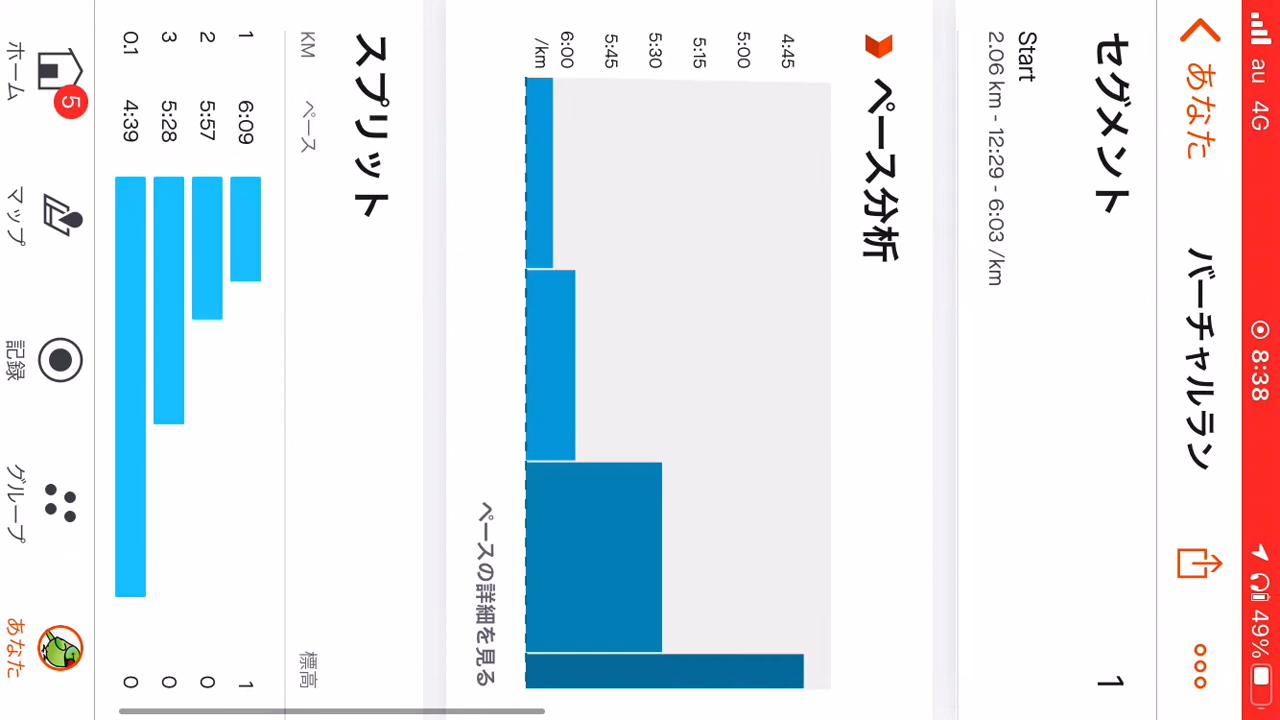 au 4G 8:38 49%
あなた バーチャルラン
セグメント 1
Start
2.06 km - 12:29 - 6:03 /km
ペース分析
4:45
5:00
5:15
5:30
5:45
6:00
/km
ペースの詳細を見る
スプリット
KM ペース 標高
1 6:09 1
2 5:57 0
3 5:28 0
0.1 4:39 0
5
ホーム マップ 記録 グループ あなた